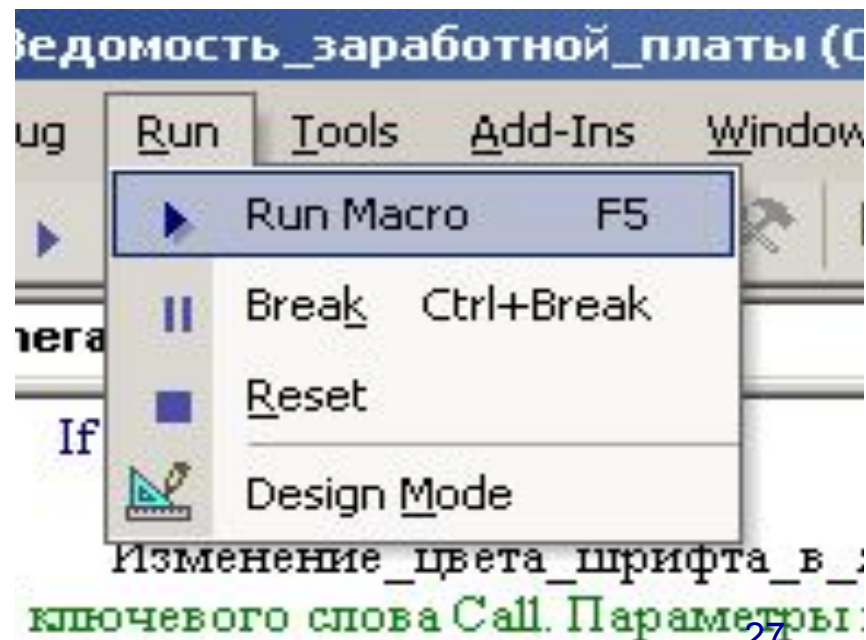 Ведомость_заработной_платы (
ug Run Tools Add-Ins Window
Run Macro F5
Break Ctrl+Break
nera
Reset
If
Design Mode
Изменение_цвета_шрифта_в_
ключевого слова Call. Параметры
27